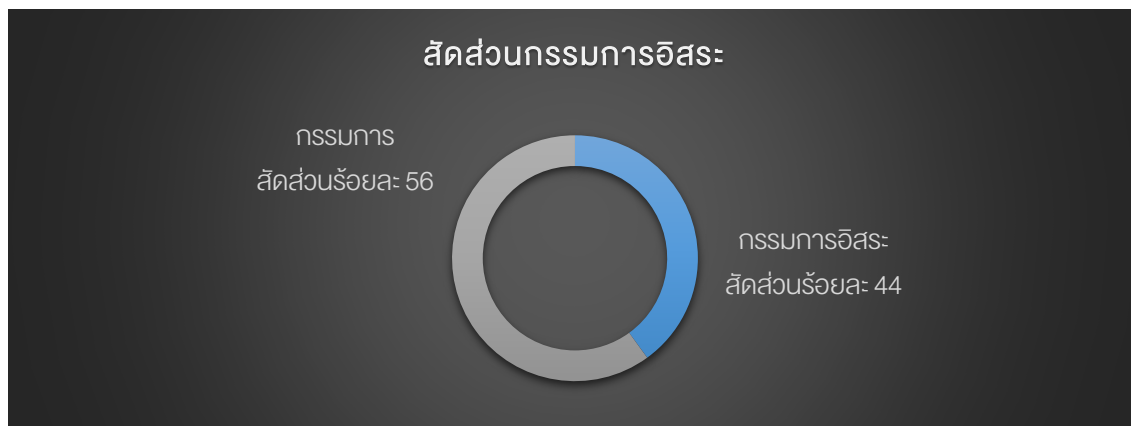 สัดส่วนกรรมการอิสระ
กรรมการ
สัดส่วนร้อยละ 56
กรรมการอิสระ
สัดส่วนร้อยละ 44